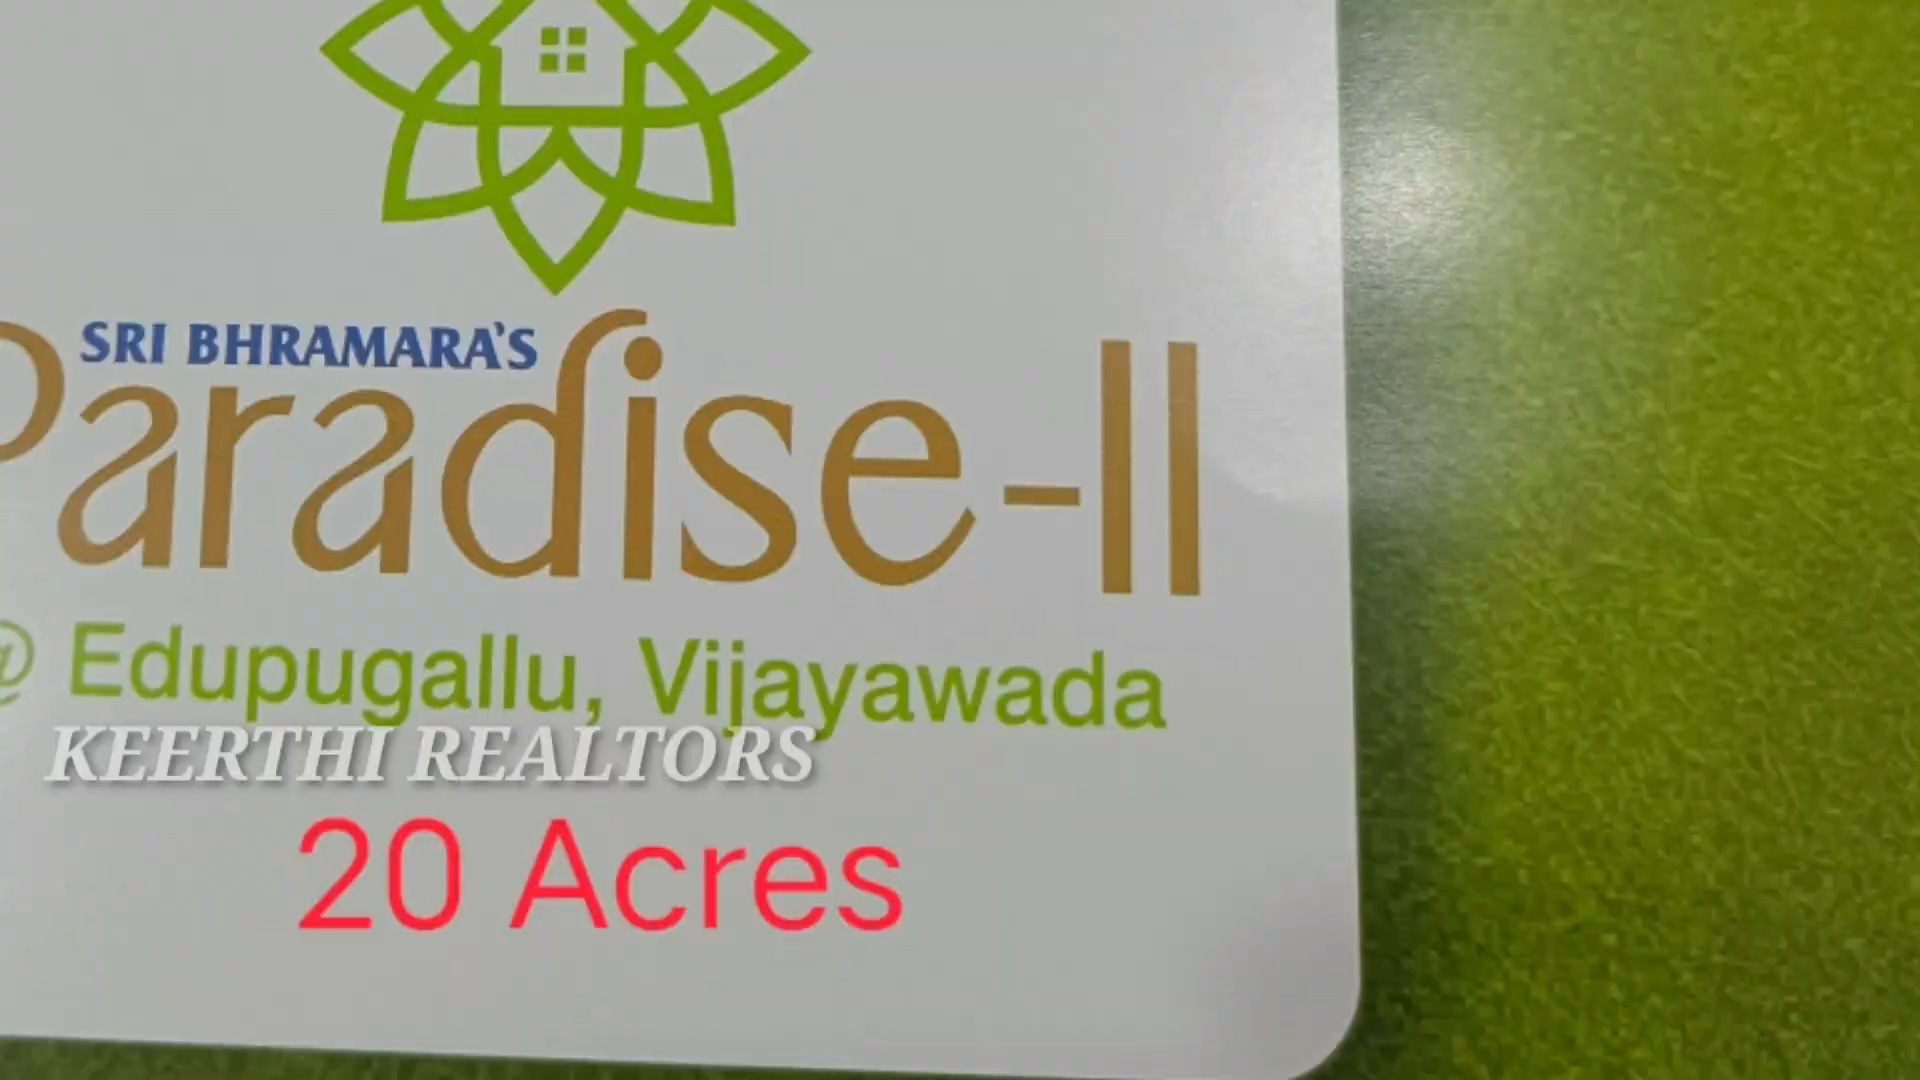 SRI BHRAMARA'S
Paradise-II
@ Edupugallu, Vijayawada
KEERTHI REALTORS
20 Acres